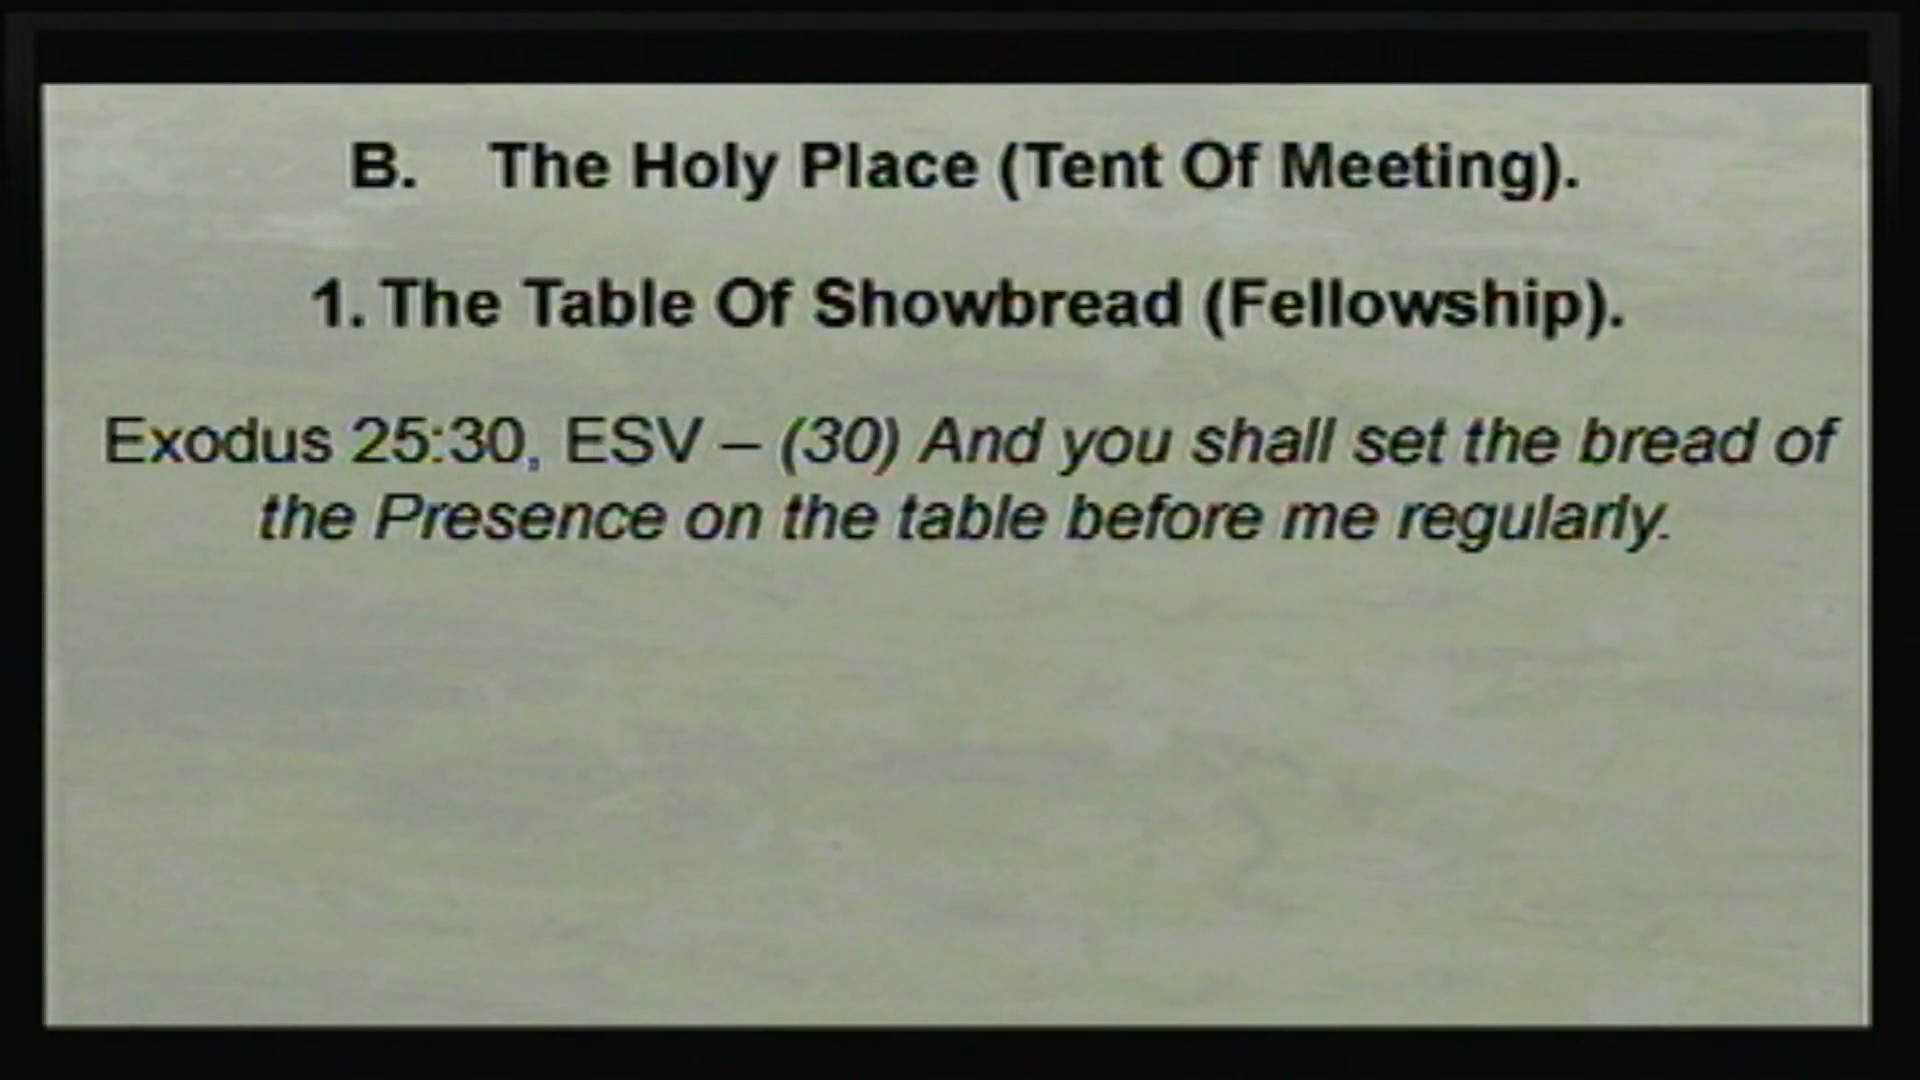 B. The Holy Place (Tent Of Meeting).
1. The Table Of Showbread (Fellowship).
Exodus 25:30, ESV – (30) And you shall set the bread of
the Presence on the table before me regularly.